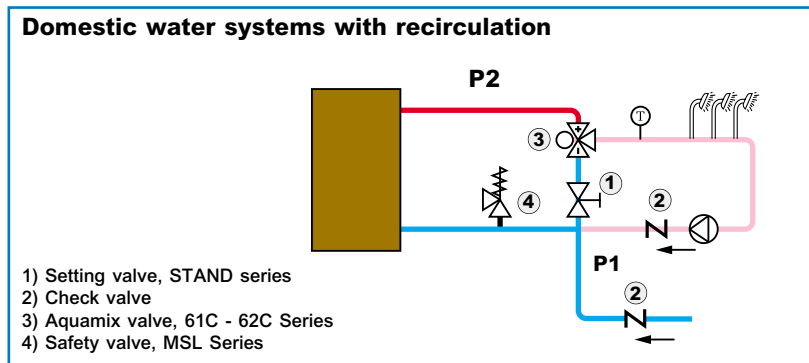 Domestic water systems with recirculation
P2
T
+
3
-
1
4
2
P1
2
1) Setting valve, STAND series
2) Check valve
3) Aquamix valve, 61C - 62C Series
4) Safety valve, MSL Series